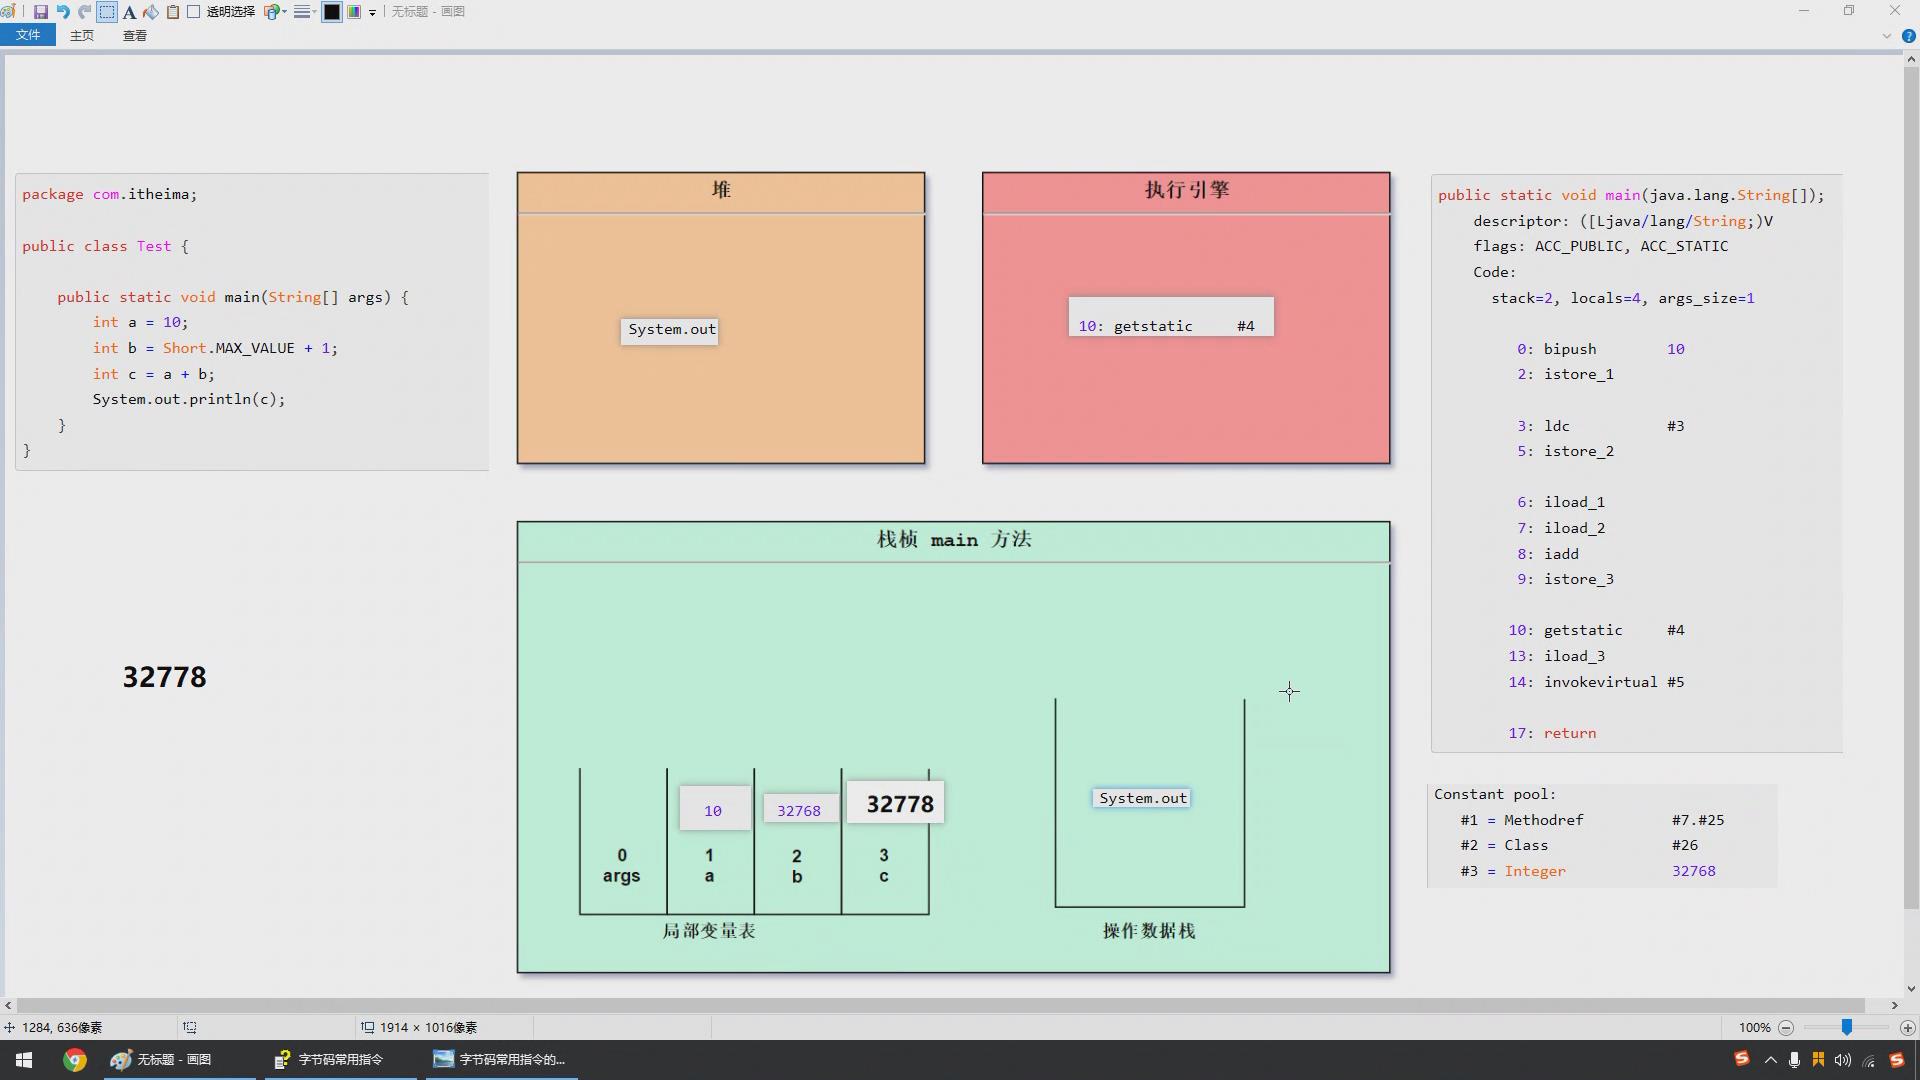 透明选择
无标题 - 画图
文件
主页
查看
package com.itheima;
public class Test {
public static void main(String[] args) {
int a = 10;
int b = Short.MAX_VALUE + 1;
int c = a + b;
System.out.println(c);
}
}
堆
System.out
执行引擎
10: getstatic #4
public static void main(java.lang.String[]);
descriptor: ([Ljava/lang/String;)V
flags: ACC_PUBLIC, ACC_STATIC
Code:
stack=2, locals=4, args_size=1
0: bipush 10
2: istore_1
3: ldc #3
5: istore_2
6: iload_1
7: iload_2
8: iadd
9: istore_3
10: getstatic #4
13: iload_3
14: invokevirtual #5
17: return
Constant pool:
#1 = Methodref #7.#25
#2 = Class #26
#3 = Integer 32768
32778
栈桢 main 方法
10
32768
32778
0
args
1
a
2
b
3
c
局部变量表
System.out
操作数据栈
1284, 636像素
1914 × 1016像素
100%
无标题 - 画图
字节码常用指令
字节码常用指令的...